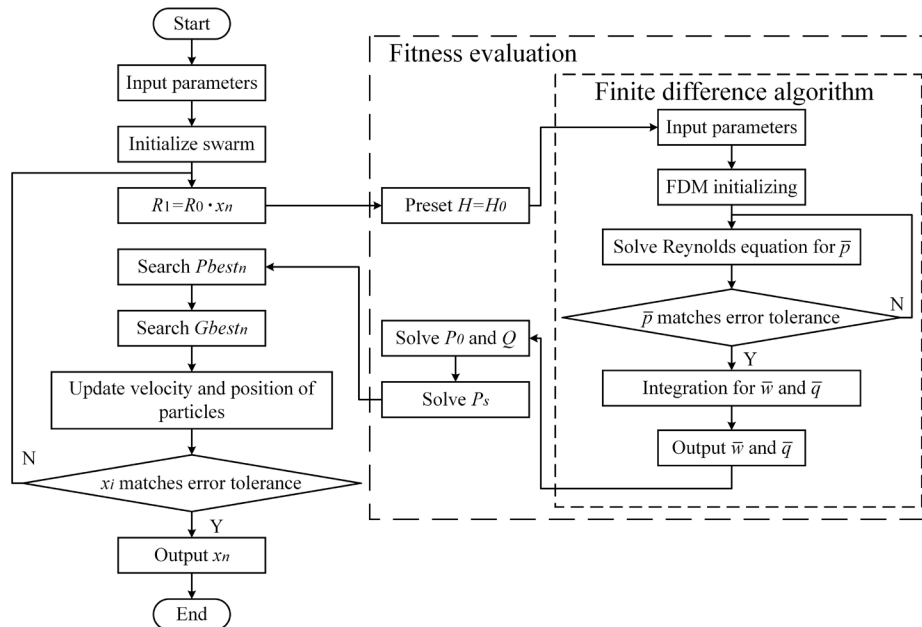 Start
Input parameters
Initialize swarm
R1=R0·xn
Search Pbestn
Search Gbestn
Update velocity and position of
particles
N
xi matches error tolerance
Y
Output xn
End
Fitness evaluation
Preset H=H0
Solve P0 and Q
Solve Ps
Finite difference algorithm
Input parameters
FDM initializing
Solve Reynolds equation for p̅
N
p̅ matches error tolerance
Y
Integration for w̅ and q̅
Output w̅ and q̅